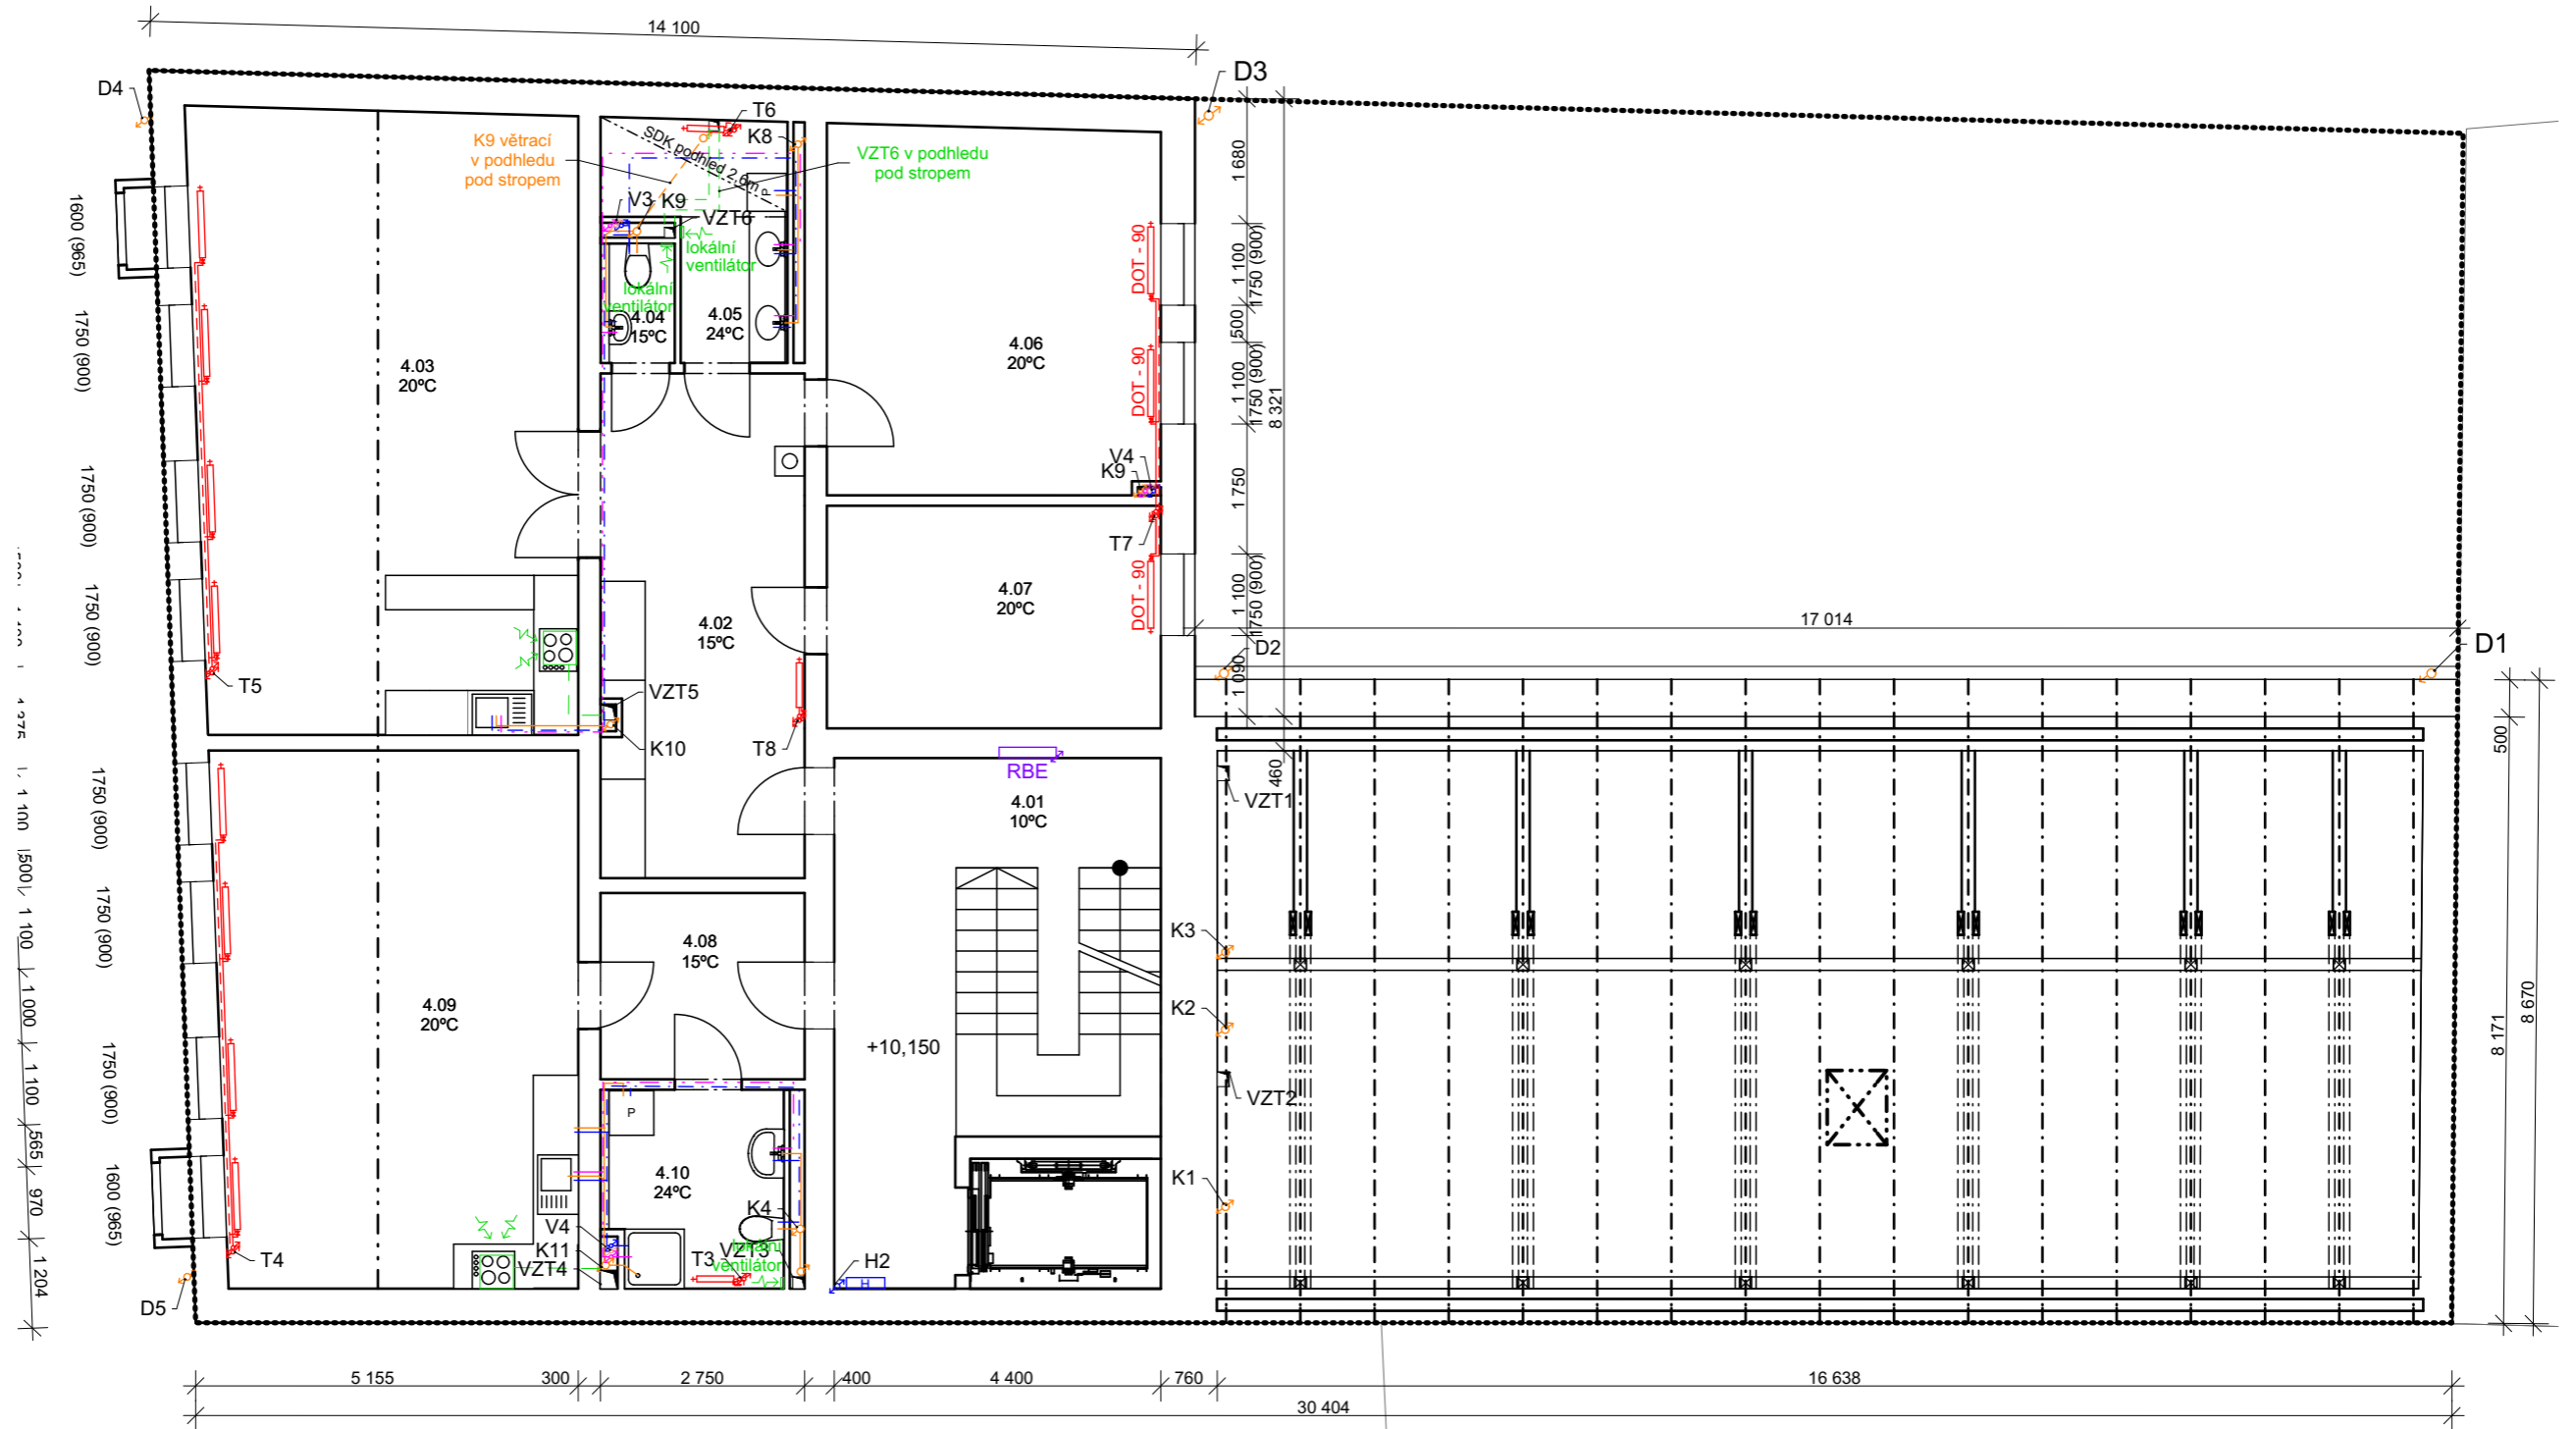 14 100
D3
D4
T6
K8
SDK podhled 2,6m
P
K9 větrací
v podhledu
pod stropem
VZT6 v podhledu
pod stropem
V3
K9
VZT6
lokální
ventilátor
lokální
ventilátor
4.04
15ºC
4.05
24ºC
4.03
20ºC
4.06
20ºC
DOT - 90
DOT - 90
DOT - 90
1 680
1 100
1750 (900)
500
1 100
1750 (900)
8 321
1 750
1 100
1750 (900)
1 090
460
V4
K9
T7
4.07
20ºC
4.02
15ºC
17 014
D2
D1
1600 (965)
1750 (900)
1750 (900)
1750 (900)
1750 (900)
1750 (900)
1750 (900)
1600 (965)
T5
VZT5
K10
T8
RBE
4.01
10ºC
VZT1
500
8 670
8 171
1 100
500
1 100
1 000
1 100
565
970
1 204
4.08
15ºC
4.09
20ºC
K3
K2
+10,150
VZT2
K1
P
4.10
24ºC
K4
V4
K11
VZT4
T3
VZT3
lokální
ventilátor
H2
H
T4
D5
5 155
300
2 750
400
4 400
760
16 638
30 404